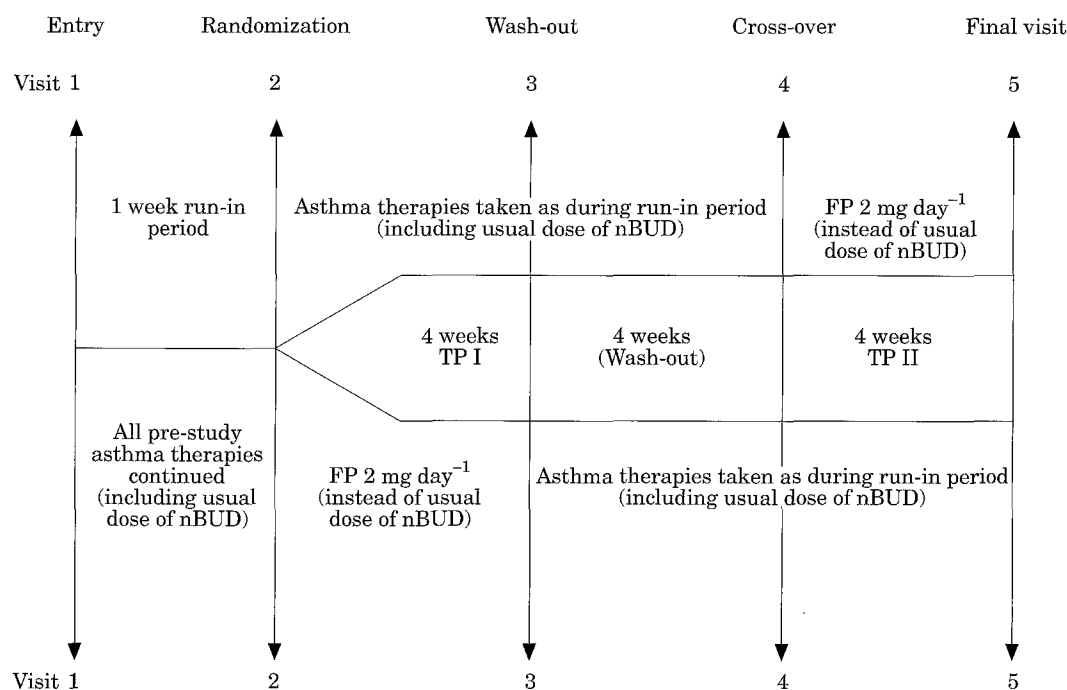 Entry Randomization Wash-out Cross-over Final visit
Visit 1 2 3 4 5
1 week run-in
period
Asthma therapies taken as during run-in period
(including usual dose of nBUD)
FP 2 mg day⁻¹
(instead of usual
dose of nBUD)
4 weeks
TP I
4 weeks
(Wash-out)
4 weeks
TP II
All pre-study
asthma therapies
continued
(including usual
dose of nBUD)
FP 2 mg day⁻¹
(instead of usual
dose of nBUD)
Asthma therapies taken as during run-in period
(including usual dose of nBUD)
Visit 1 2 3 4 5